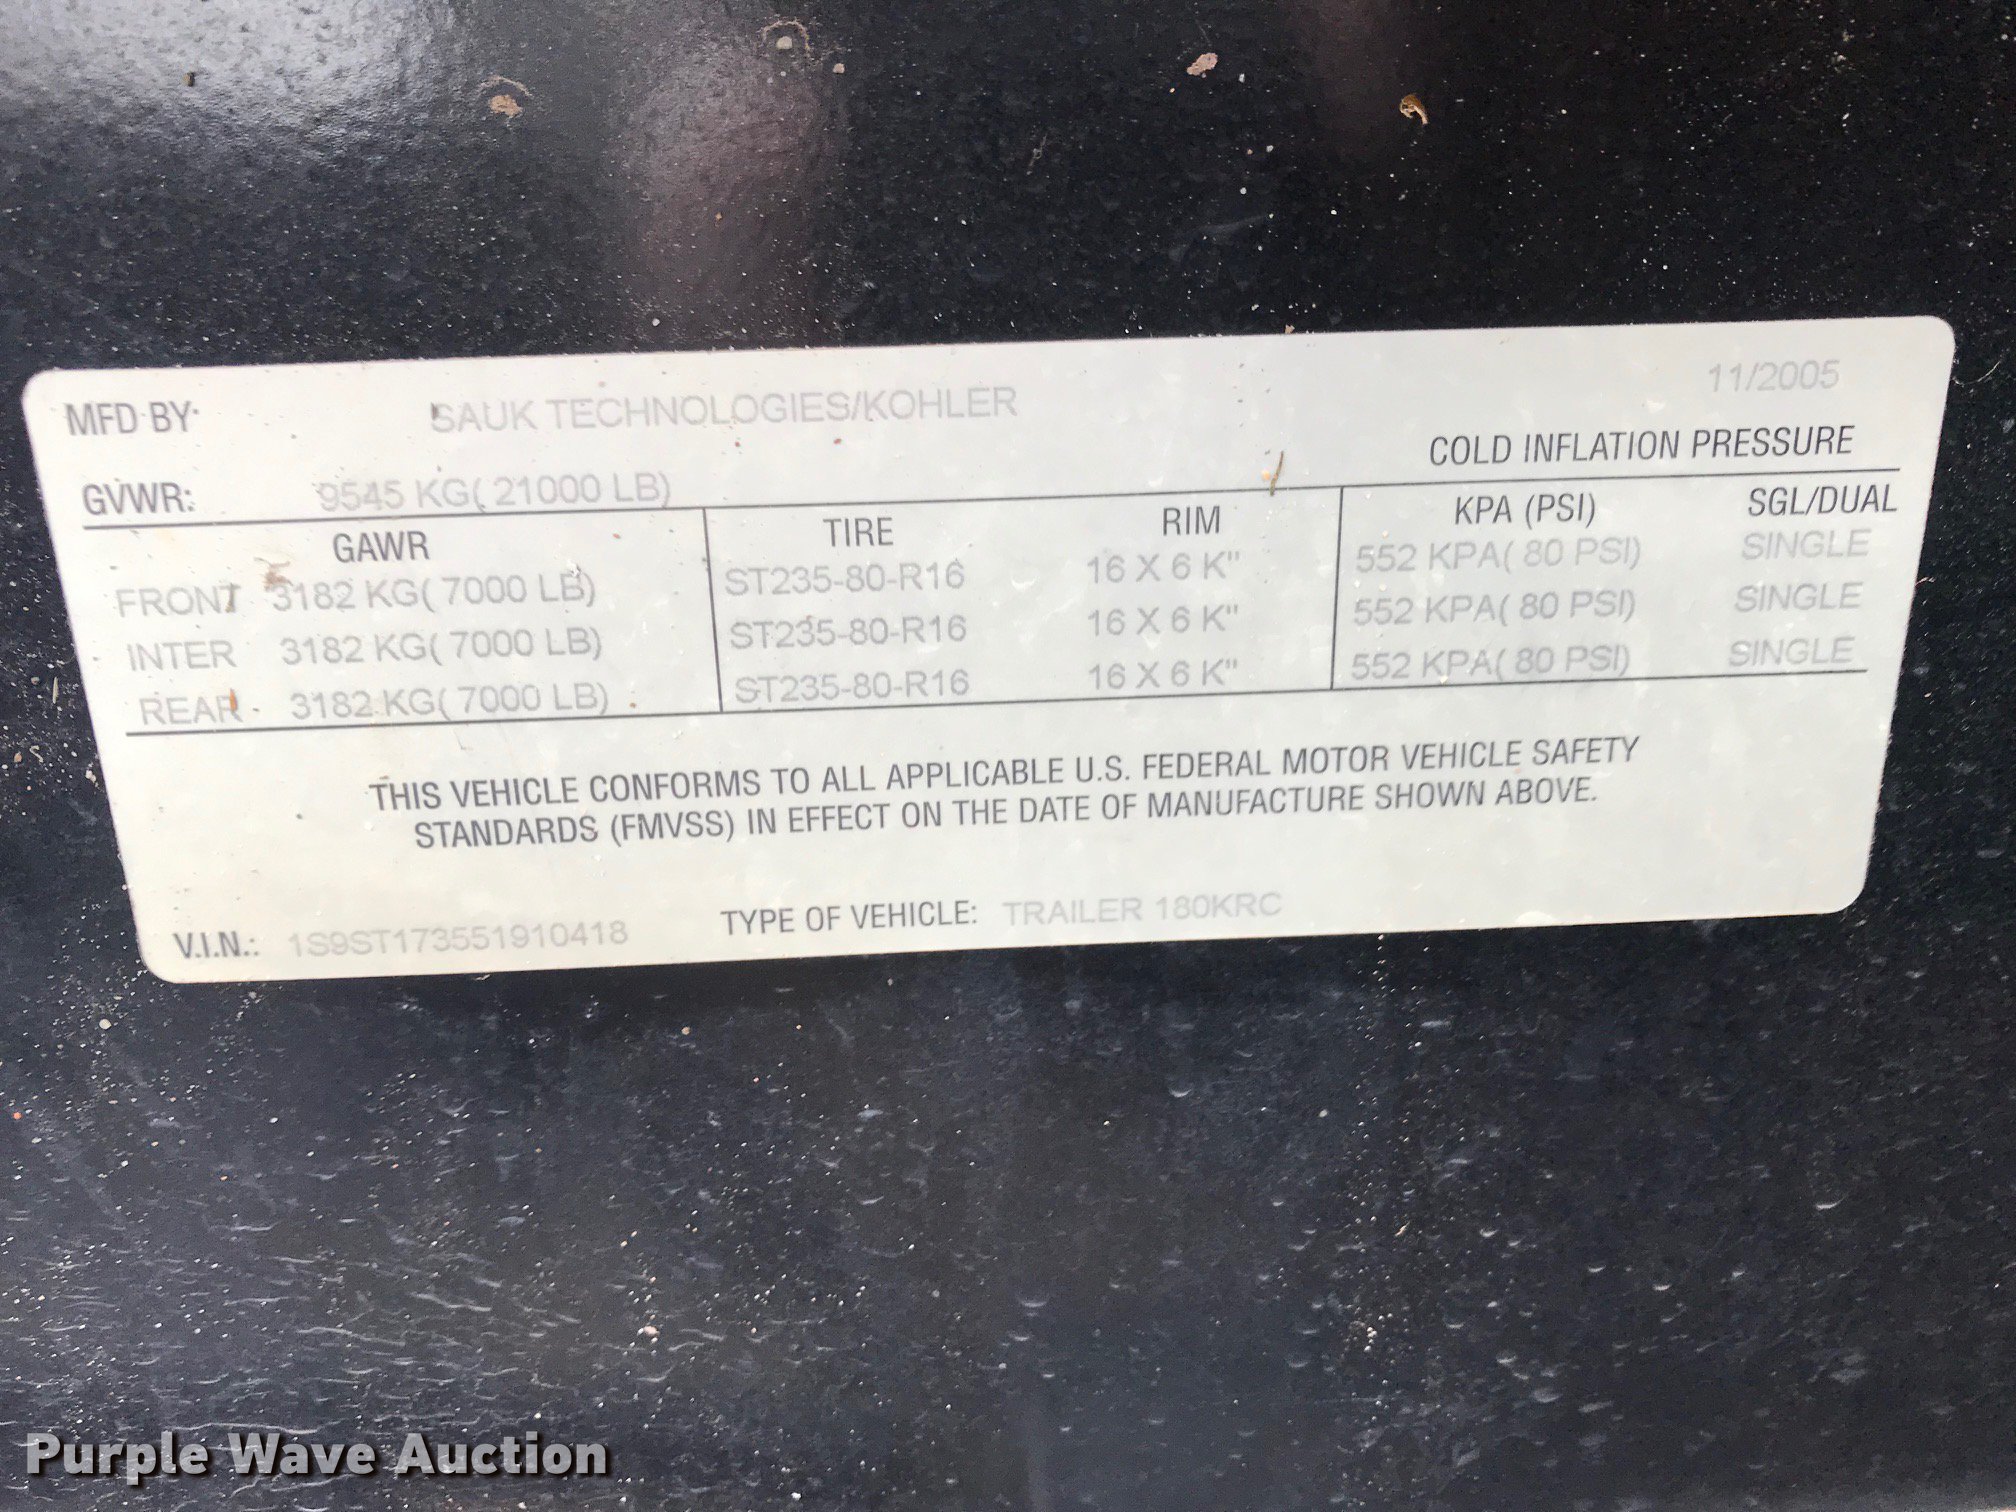 MFD BY: SAUK TECHNOLOGIES/KOHLER 11/2005
COLD INFLATION PRESSURE
GVWR: 9545 KG( 21000 LB)
GAWR TIRE RIM KPA (PSI) SGL/DUAL
FRONT 3182 KG( 7000 LB) ST235-80-R16 16 X 6 K" 552 KPA( 80 PSI) SINGLE
INTER 3182 KG( 7000 LB) ST235-80-R16 16 X 6 K" 552 KPA( 80 PSI) SINGLE
REAR 3182 KG( 7000 LB) ST235-80-R16 16 X 6 K" 552 KPA( 80 PSI) SINGLE
THIS VEHICLE CONFORMS TO ALL APPLICABLE U.S. FEDERAL MOTOR VEHICLE SAFETY
STANDARDS (FMVSS) IN EFFECT ON THE DATE OF MANUFACTURE SHOWN ABOVE.
V.I.N.: 1S9ST173551910418 TYPE OF VEHICLE: TRAILER 180KRC
Purple Wave Auction